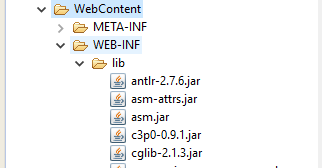 WebContent
META-INF
WEB-INF
lib
antlr-2.7.6.jar
asm-attrs.jar
asm.jar
c3p0-0.9.1.jar
cglib-2.1.3.jar